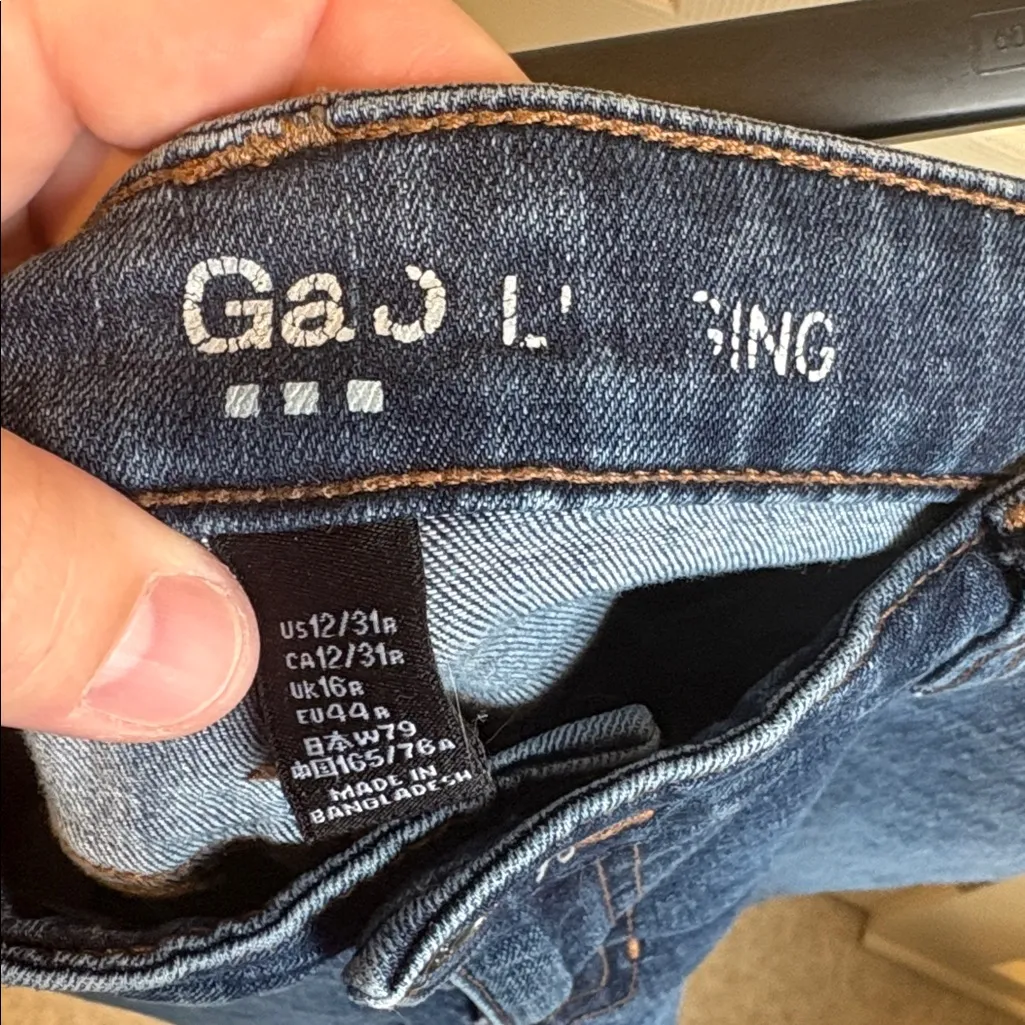 Gap
US12/31R
CA12/31R
UK16R
EU44R
日本W79
中国165/76A
MADE IN
BANGLADESH